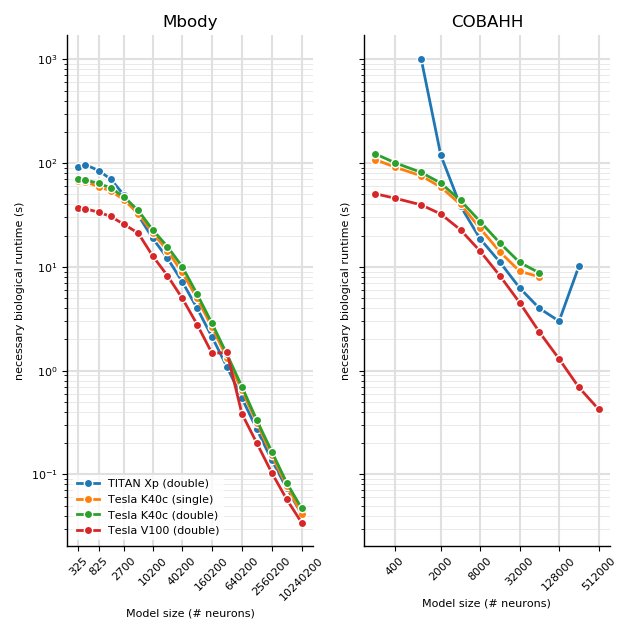 Mbody
COBAHH
necessary biological runtime (s)
10³
10²
10¹
10⁰
10⁻¹
TITAN Xp (double)
Tesla K40c (single)
Tesla K40c (double)
Tesla V100 (double)
325
825
2700
10200
40200
160200
640200
2560200
10240200
Model size (# neurons)
necessary biological runtime (s)
400
2000
8000
32000
128000
512000
Model size (# neurons)